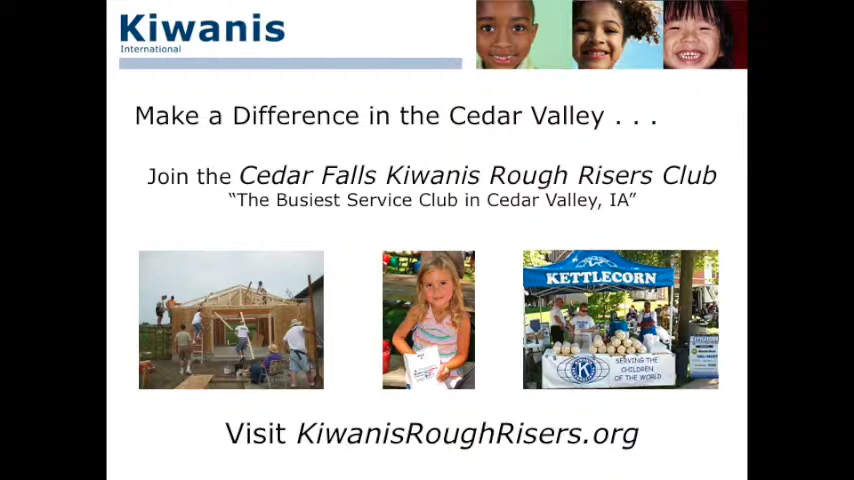 Kiwanis
International
Make a Difference in the Cedar Valley . . .
Join the Cedar Falls Kiwanis Rough Risers Club
“The Busiest Service Club in Cedar Valley, IA”
KETTLECORN
SERVING THE
CHILDREN
OF THE WORLD
Visit KiwanisRoughRisers.org